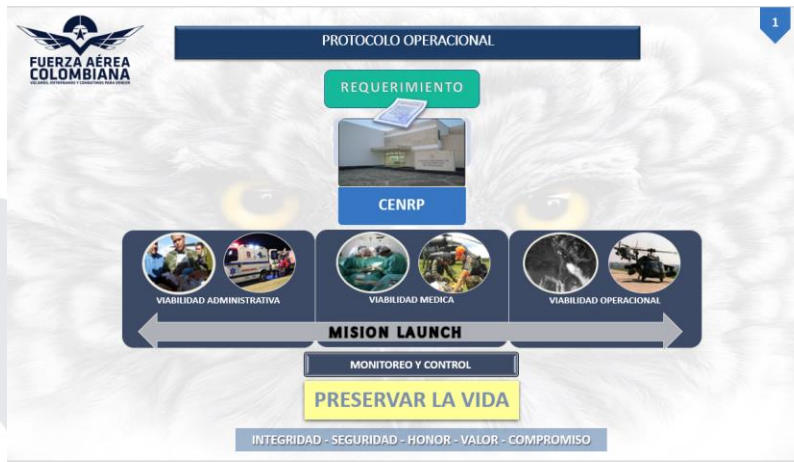 1
PROTOCOLO OPERACIONAL
FUERZA AÉREA
COLOMBIANA
REQUERIMIENTO
CENRP
VIABILIDAD ADMINISTRATIVA
VIABILIDAD MEDICA
VIABILIDAD OPERACIONAL
MISION LAUNCH
MONITOREO Y CONTROL
PRESERVAR LA VIDA
INTEGRIDAD - SEGURIDAD - HONOR - VALOR - COMPROMISO